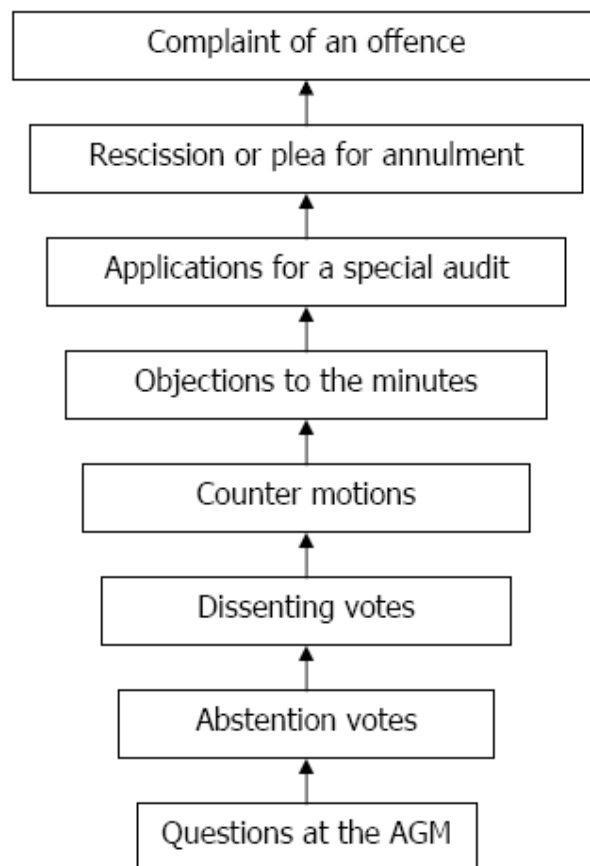 Complaint of an offence
Rescission or plea for annulment
Applications for a special audit
Objections to the minutes
Counter motions
Dissenting votes
Abstention votes
Questions at the AGM